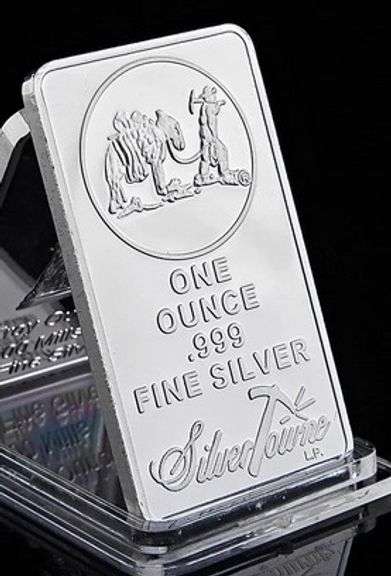 ONE
OUNCE
.999
FINE SILVER
SilverTowne
L.P.